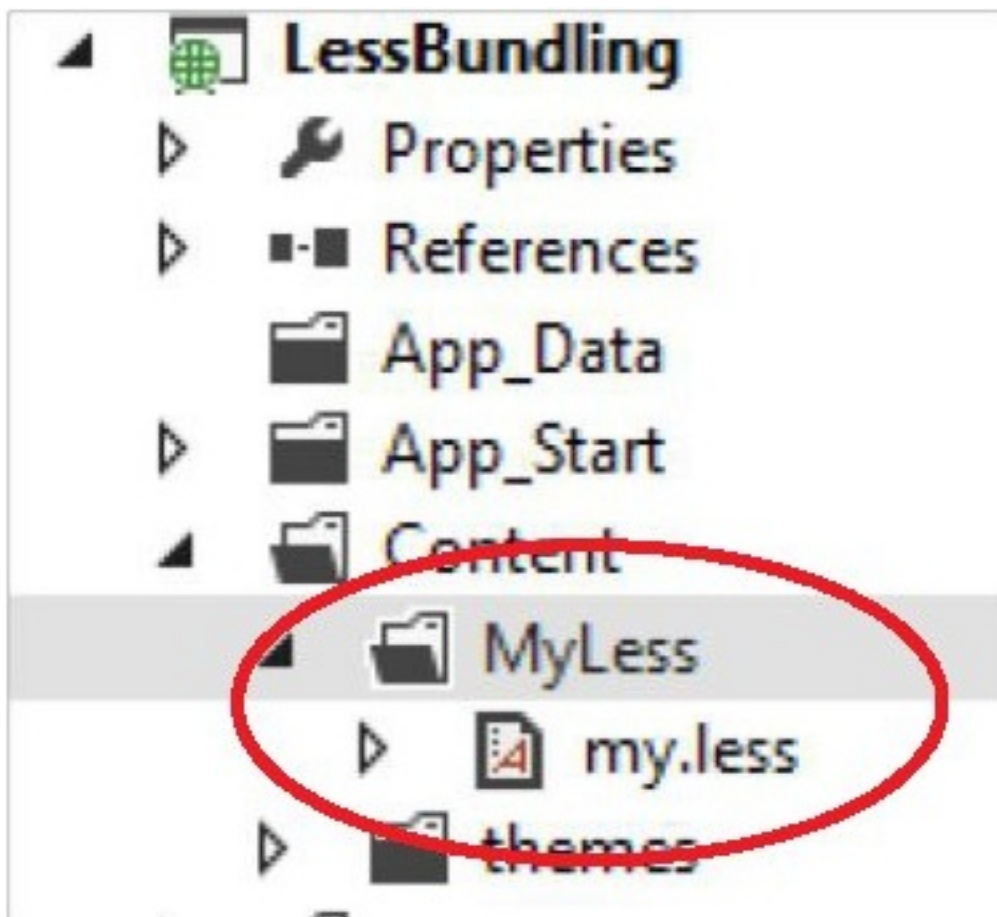 LessBundling
Properties
References
App_Data
App_Start
Content
MyLess
my.less
themes